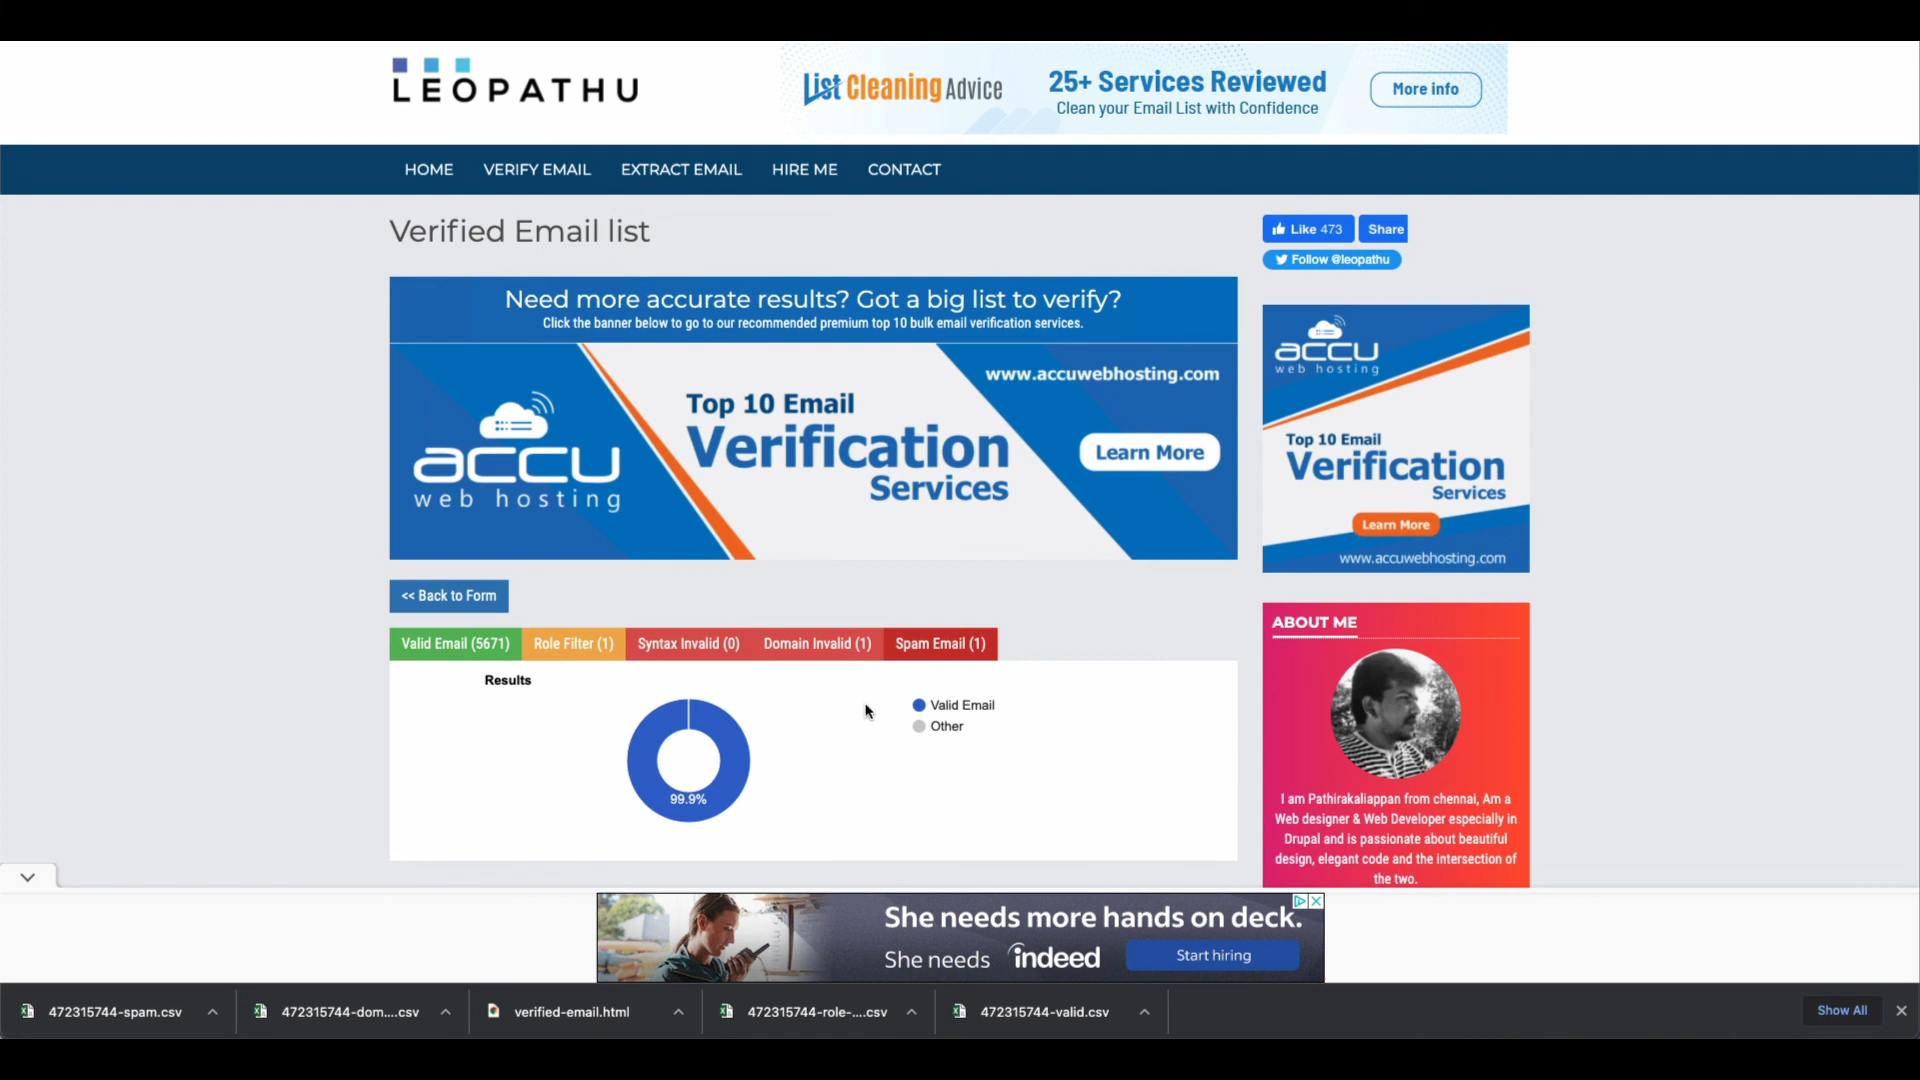 LEOPATHU
List Cleaning Advice
25+ Services Reviewed
Clean your Email List with Confidence
More info
HOME
VERIFY EMAIL
EXTRACT EMAIL
HIRE ME
CONTACT
Verified Email list
Like 473
Share
Follow @leopathu
Need more accurate results? Got a big list to verify?
Click the banner below to go to our recommended premium top 10 bulk email verification services.
accu
web hosting
Top 10 Email
Verification
Services
www.accuwebhosting.com
Learn More
accu
web hosting
Top 10 Email
Verification
Services
Learn More
www.accuwebhosting.com
<< Back to Form
Valid Email (5671)
Role Filter (1)
Syntax Invalid (0)
Domain Invalid (1)
Spam Email (1)
Results
99.9%
Valid Email
Other
ABOUT ME
I am Pathirakaliappan from chennai, Am a
Web designer & Web Developer especially in
Drupal and is passionate about beautiful
design, elegant code and the intersection of
the two.
She needs more hands on deck.
She needs indeed
Start hiring
472315744-spam.csv
472315744-dom....csv
verified-email.html
472315744-role-....csv
472315744-valid.csv
Show All